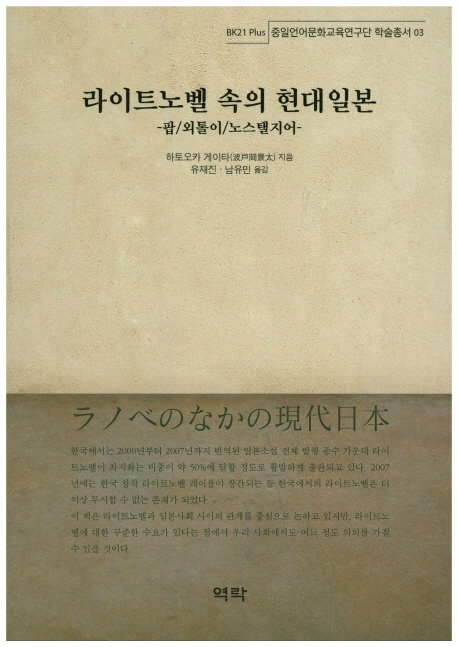 BK21 Plus 중일언어문화교육연구단 학술총서 03
라이트노벨 속의 현대일본
-팝/외톨이/노스탤지어-
하토오카 게이타(波戸岡景太) 지음
유재진 · 남유민 옮김
ラノベのなかの現代日本
한국에서는 2000년부터 2007년까지 번역된 일본소설 전체 발행 종수 가운데 라이
트노벨이 차지하는 비중이 약 50%에 달할 정도로 활발하게 출판되고 있다. 2007
년에는 한국 창작 라이트노벨 레이블이 창간되는 등 한국에서의 라이트노벨은 더
이상 무시할 수 없는 존재가 되었다.
이 책은 라이트노벨과 일본사회 사이의 관계를 중심으로 논하고 있지만, 라이트노
벨에 대한 꾸준한 수요가 있다는 점에서 우리 사회에서도 어느 정도 의의를 가질
수 있을 것이다.
역락